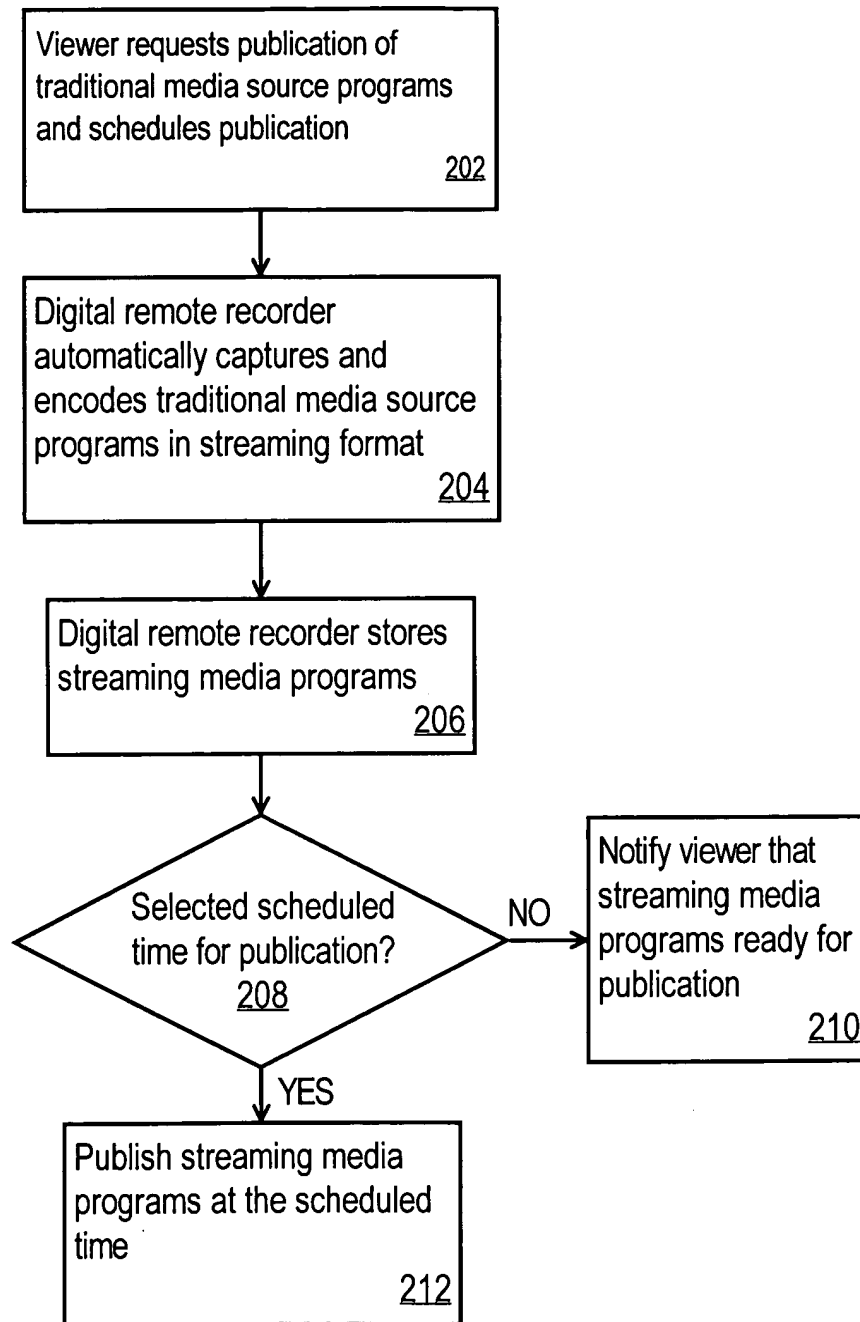 Viewer requests publication of
traditional media source programs
and schedules publication
202
Digital remote recorder
automatically captures and
encodes traditional media source
programs in streaming format
204
Digital remote recorder stores
streaming media programs
206
Selected scheduled
time for publication?
208
NO
Notify viewer that
streaming media
programs ready for
publication
210
YES
Publish streaming media
programs at the scheduled
time
212